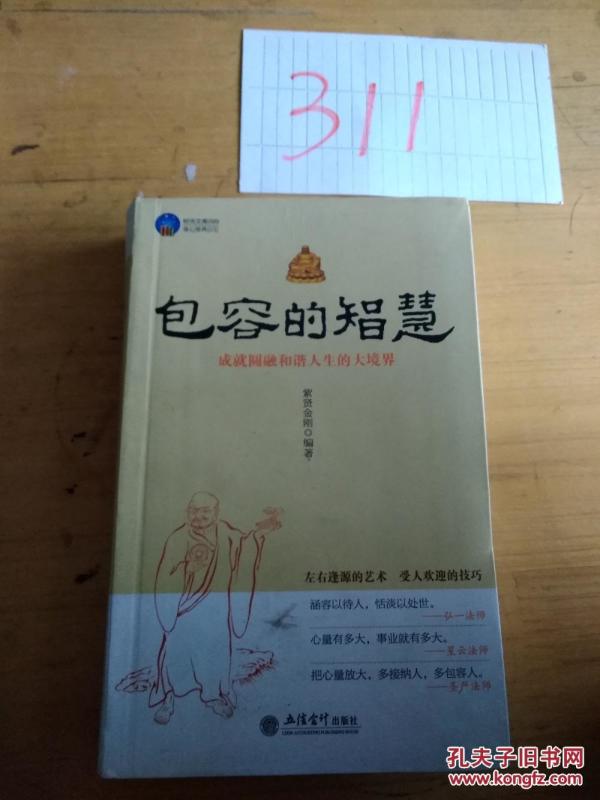 311
包容的智慧
成就圆融和谐人生的大境界
紫贤金刚◎编著
左右逢源的艺术 受人欢迎的技巧
涵容以待人，恬淡以处世。
——弘一法师
心量有多大，事业就有多大。
——星云法师
把心量放大，多接纳人，多包容人。
——圣严法师
立信会计出版社
LIXIN ACCOUNTING PUBLISHING HOUSE
孔夫子旧书网
www.kongfz.com